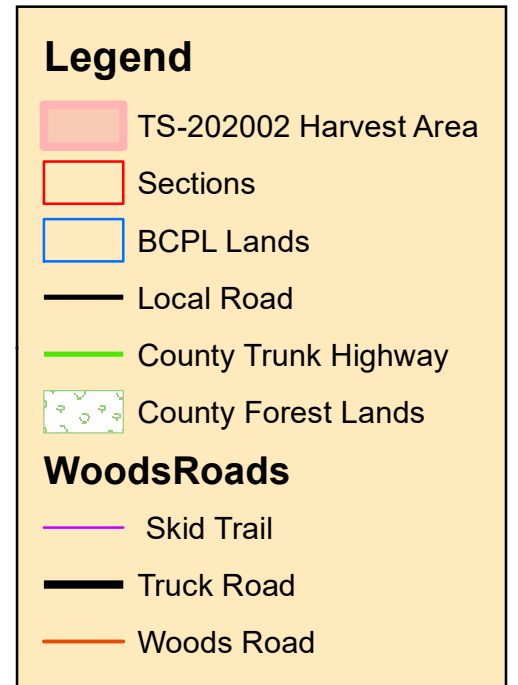 Legend
TS-202002 Harvest Area
Sections
BCPL Lands
Local Road
County Trunk Highway
County Forest Lands
WoodsRoads
Skid Trail
Truck Road
Woods Road